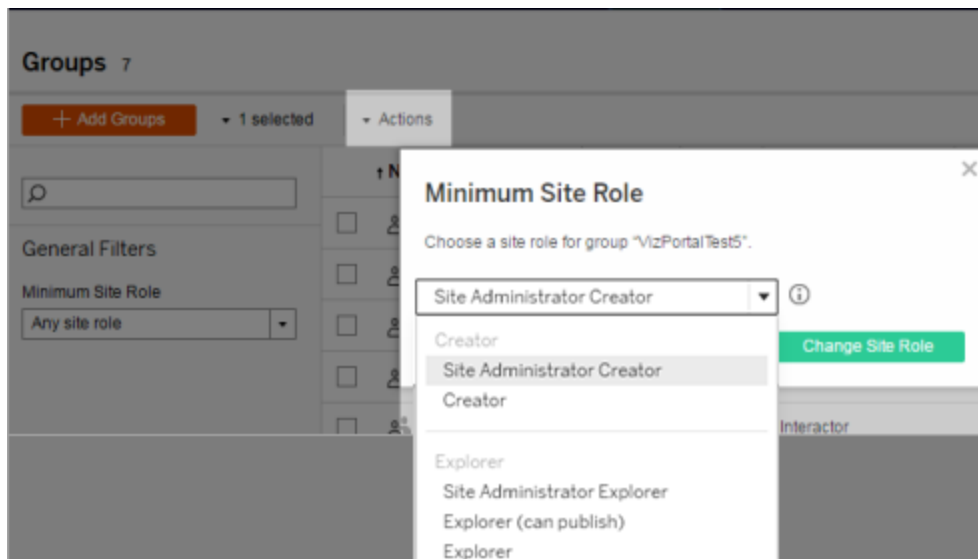 Groups 7
+ Add Groups
1 selected
Actions
↑ N
Minimum Site Role
Choose a site role for group "VizPortalTest5".
General Filters
Minimum Site Role
Any site role
Site Administrator Creator
Change Site Role
Creator
Site Administrator Creator
Creator
Interactor
Explorer
Site Administrator Explorer
Explorer (can publish)
Explorer